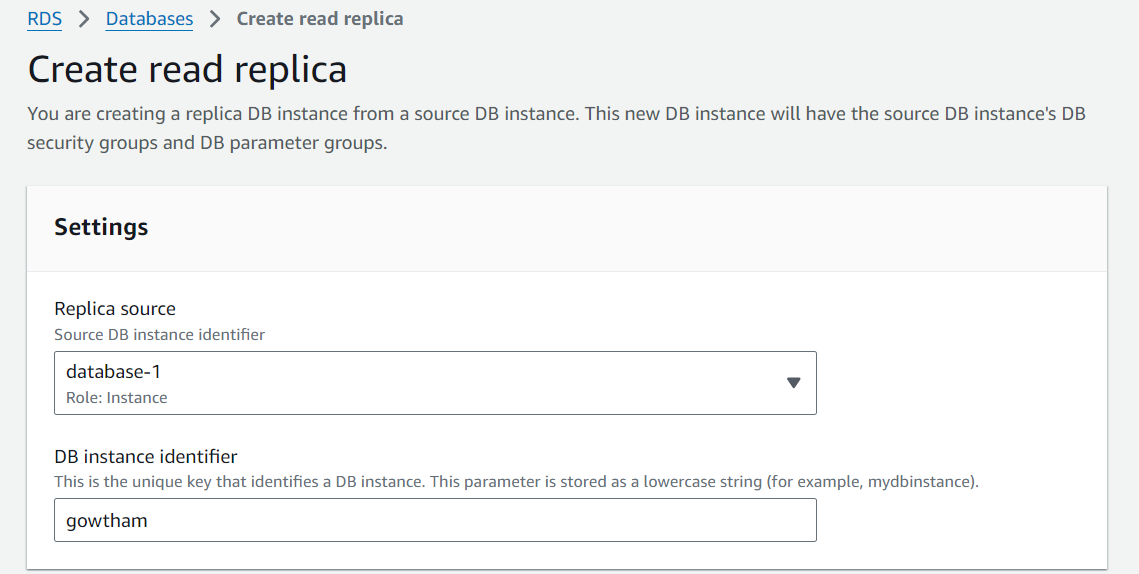 RDS > Databases > Create read replica
Create read replica
You are creating a replica DB instance from a source DB instance. This new DB instance will have the source DB instance's DB
security groups and DB parameter groups.
Settings
Replica source
Source DB instance identifier
database-1
Role: Instance
DB instance identifier
This is the unique key that identifies a DB instance. This parameter is stored as a lowercase string (for example, mydbinstance).
gowtham